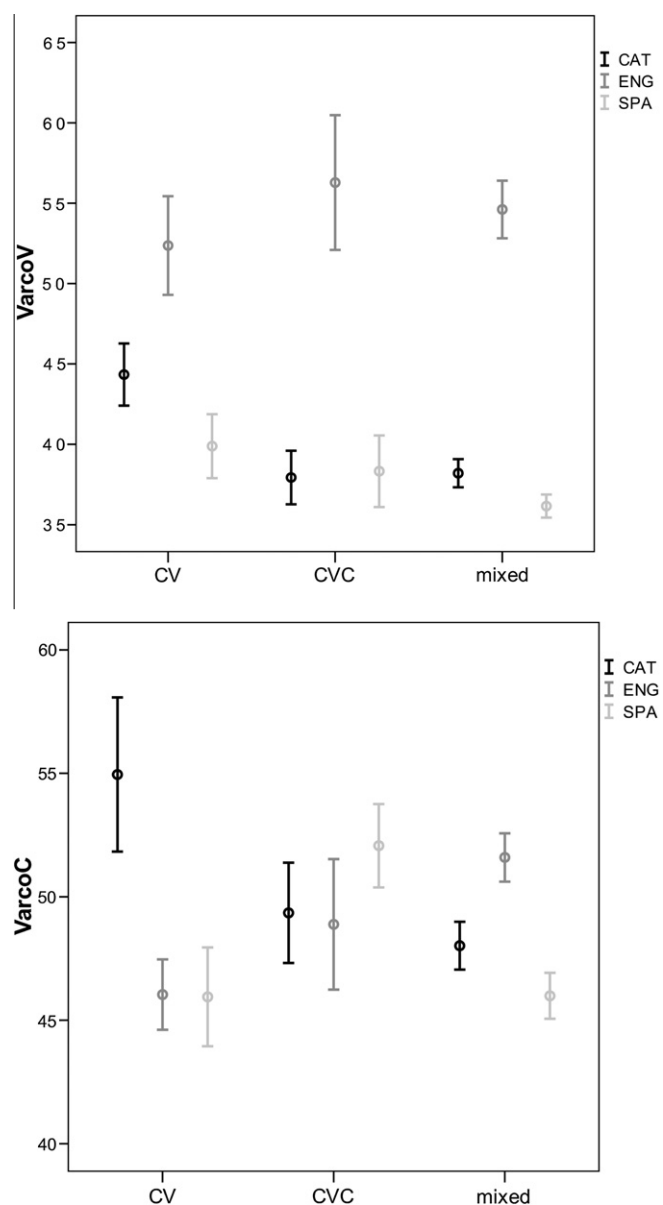 65
60
55
50
45
40
35
VarcoV
CV
CVC
mixed
CAT
ENG
SPA
60
55
50
45
40
VarcoC
CV
CVC
mixed
CAT
ENG
SPA